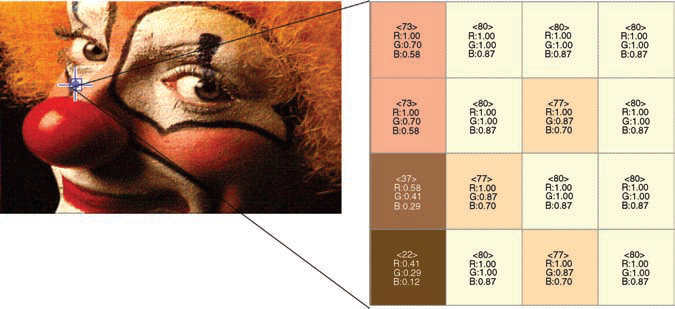 <73> <80> <80> <80>
R:1.00 R:1.00 R:1.00 R:1.00
G:0.70 G:1.00 G:1.00 G:1.00
B:0.58 B:0.87 B:0.87 B:0.87
<73> <80> <77> <80>
R:1.00 R:1.00 R:1.00 R:1.00
G:0.70 G:1.00 G:0.87 G:1.00
B:0.58 B:0.87 B:0.70 B:0.87
<37> <77> <80> <80>
R:0.58 R:1.00 R:1.00 R:1.00
G:0.41 G:0.87 G:1.00 G:1.00
B:0.29 B:0.70 B:0.87 B:0.87
<22> <80> <77> <80>
R:0.41 R:1.00 R:1.00 R:1.00
G:0.29 G:1.00 G:0.87 G:1.00
B:0.12 B:0.87 B:0.70 B:0.87